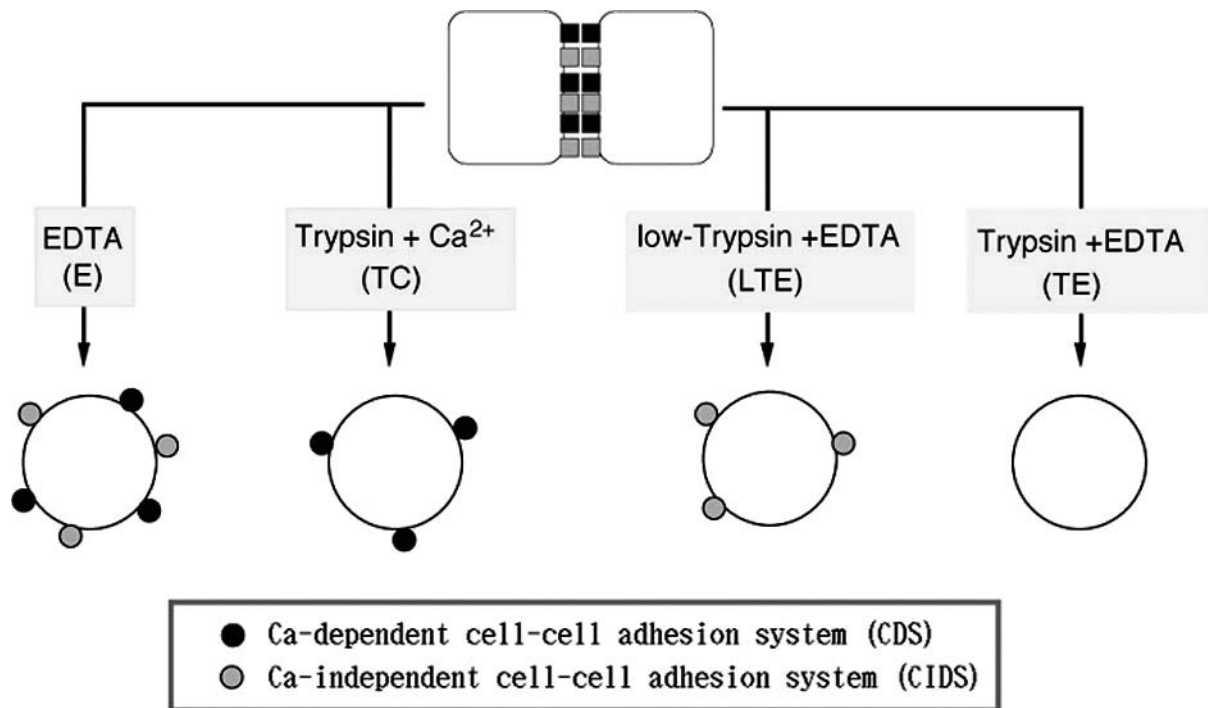 EDTA
(E)
Trypsin + Ca²⁺
(TC)
low-Trypsin +EDTA
(LTE)
Trypsin +EDTA
(TE)
Ca-dependent cell-cell adhesion system (CDS)
Ca-independent cell-cell adhesion system (CIDS)